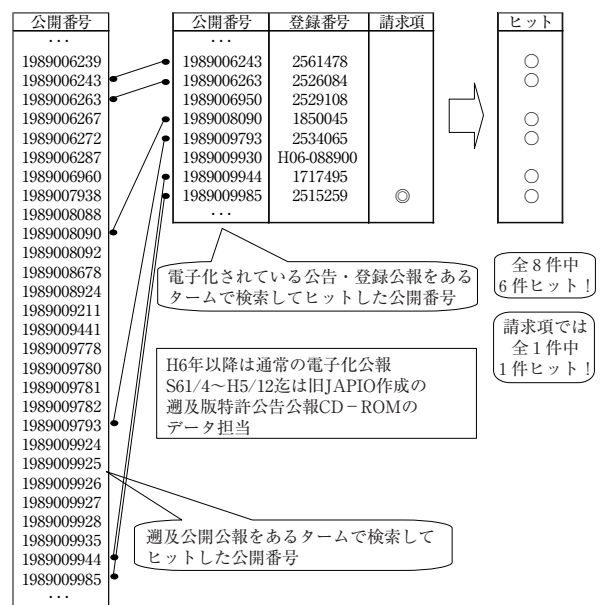 公開番号
・・・
1989006239
1989006243
1989006263
1989006267
1989006272
1989006287
1989006960
1989007938
1989008088
1989008090
1989008092
1989008678
1989008924
1989009211
1989009441
1989009778
1989009780
1989009781
1989009782
1989009793
1989009924
1989009925
1989009926
1989009927
1989009928
1989009935
1989009944
1989009985
・・・
公開番号 登録番号 請求項
1989006243 2561478
1989006263 2526084
1989006950 2529108
1989008090 1850045
1989009793 2534065
1989009930 H06-088900
1989009944 1717495
1989009985 2515259 ◎
・・・
ヒット
○
○
○
○
○
○
電子化されている公告・登録公報をある
タームで検索してヒットした公開番号
全8件中
6件ヒット！
請求項では
全1件中
1件ヒット！
H6年以降は通常の電子化公報
S61/4～H5/12迄は旧JAPIO作成の
遡及版特許公告公報CD－ROMの
データ担当
遡及公開公報をあるタームで検索して
ヒットした公開番号